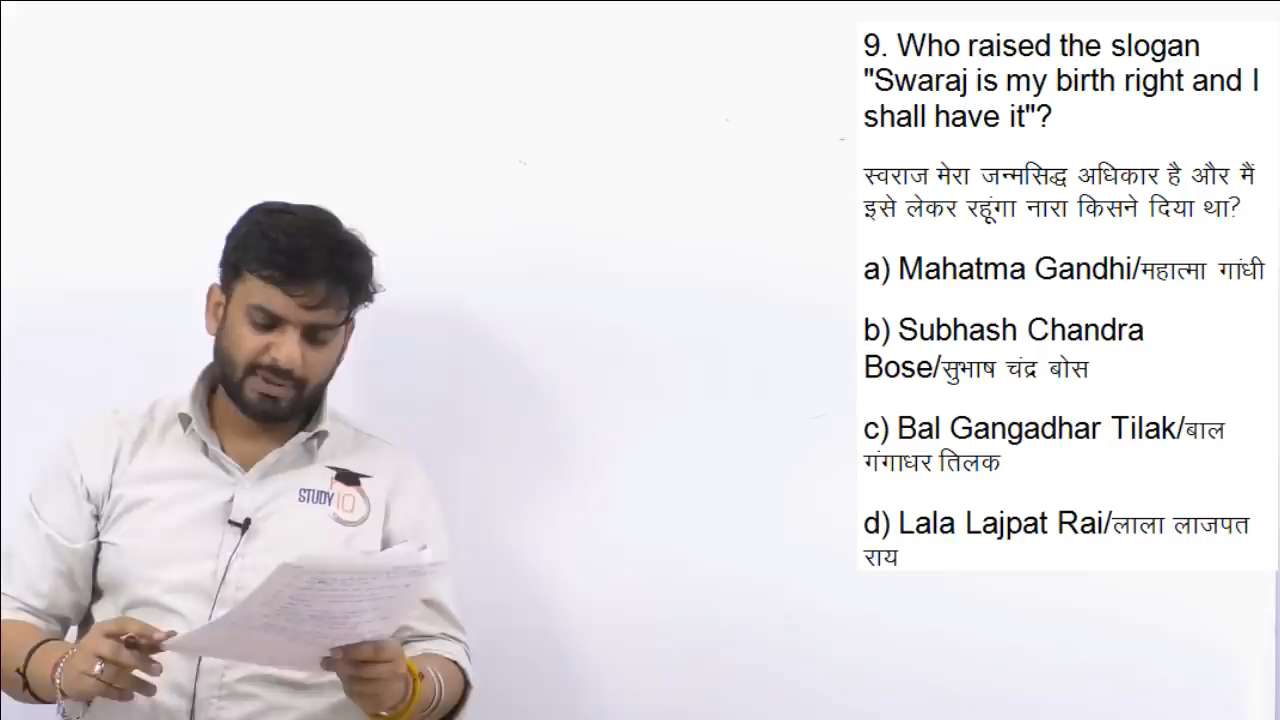 9. Who raised the slogan
"Swaraj is my birth right and I
shall have it"?
स्वराज मेरा जन्मसिद्ध अधिकार है और मैं
इसे लेकर रहूंगा नारा किसने दिया था?
a) Mahatma Gandhi/महात्मा गांधी
b) Subhash Chandra
Bose/सुभाष चंद्र बोस
c) Bal Gangadhar Tilak/बाल
गंगाधर तिलक
d) Lala Lajpat Rai/लाला लाजपत
राय
STUDY IQ